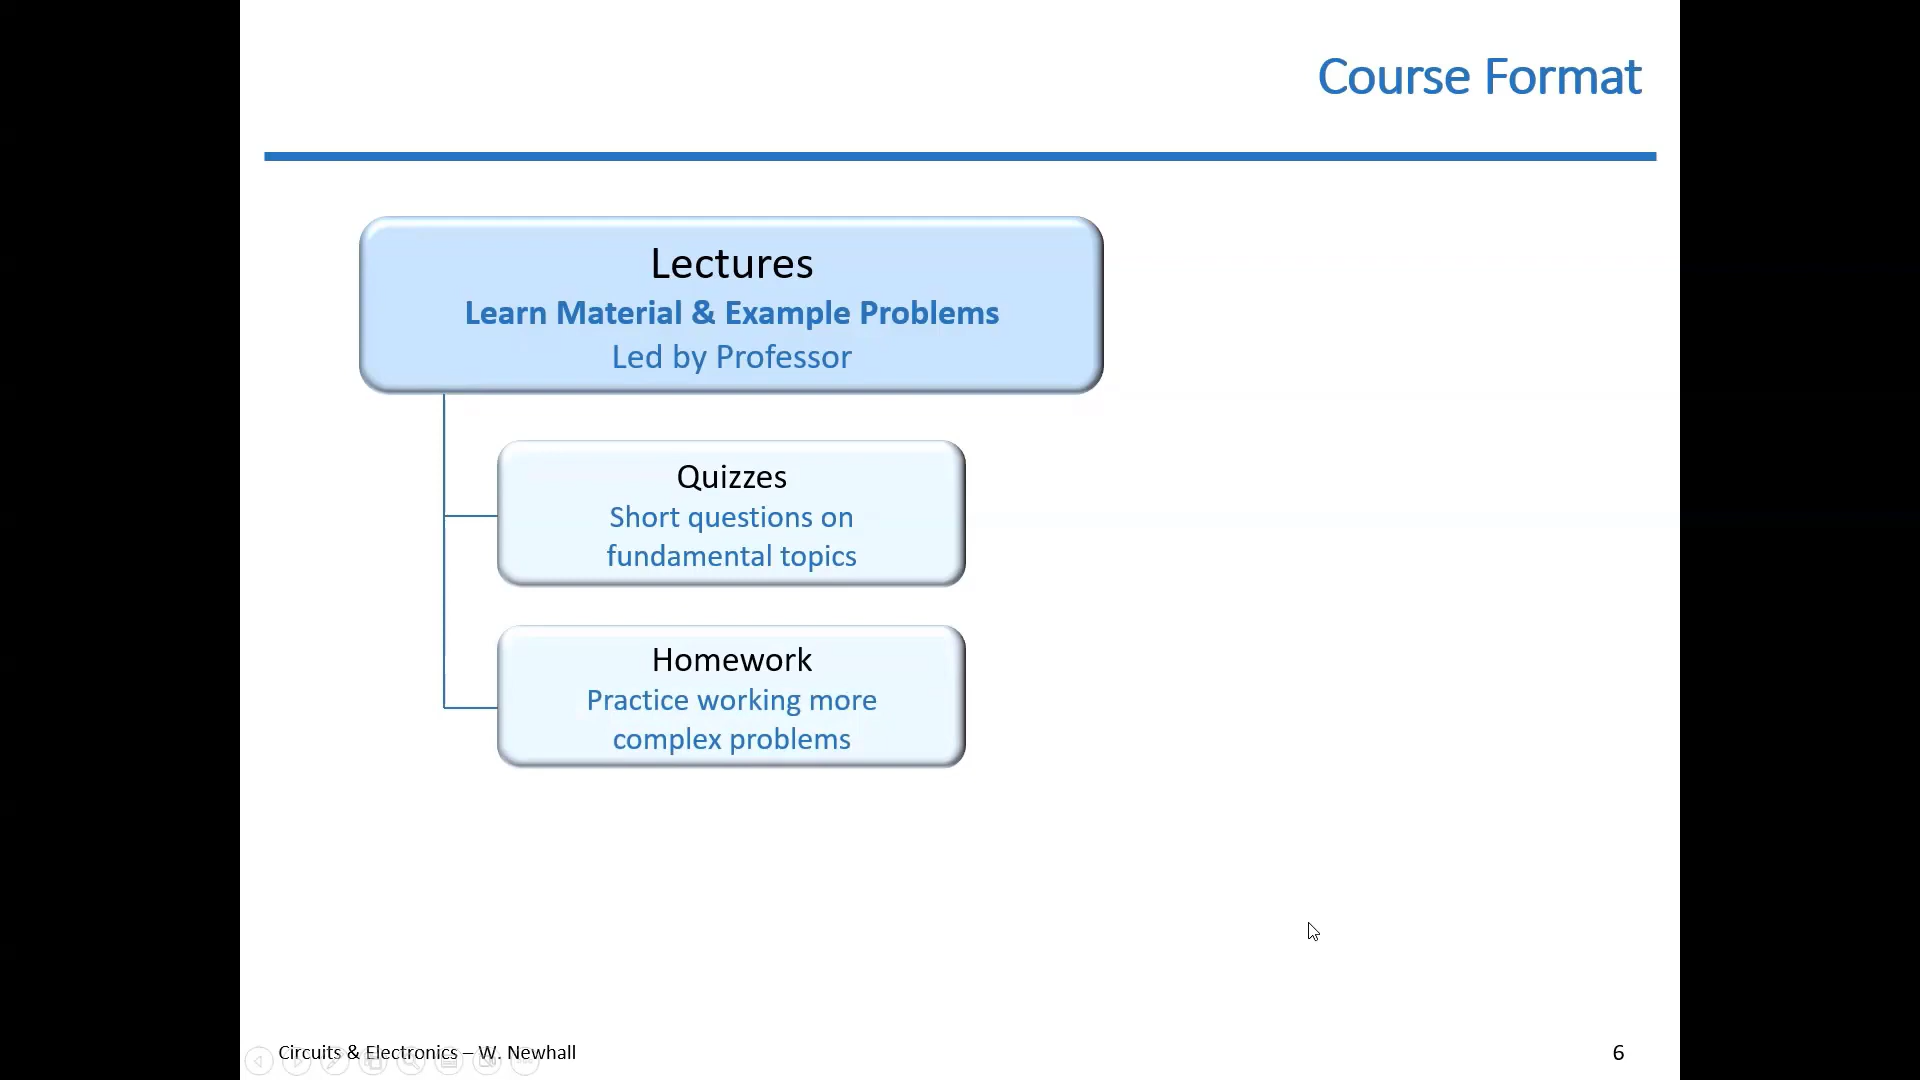 Course Format
Lectures
Learn Material & Example Problems
Led by Professor
Quizzes
Short questions on
fundamental topics
Homework
Practice working more
complex problems
Circuits & Electronics – W. Newhall
6